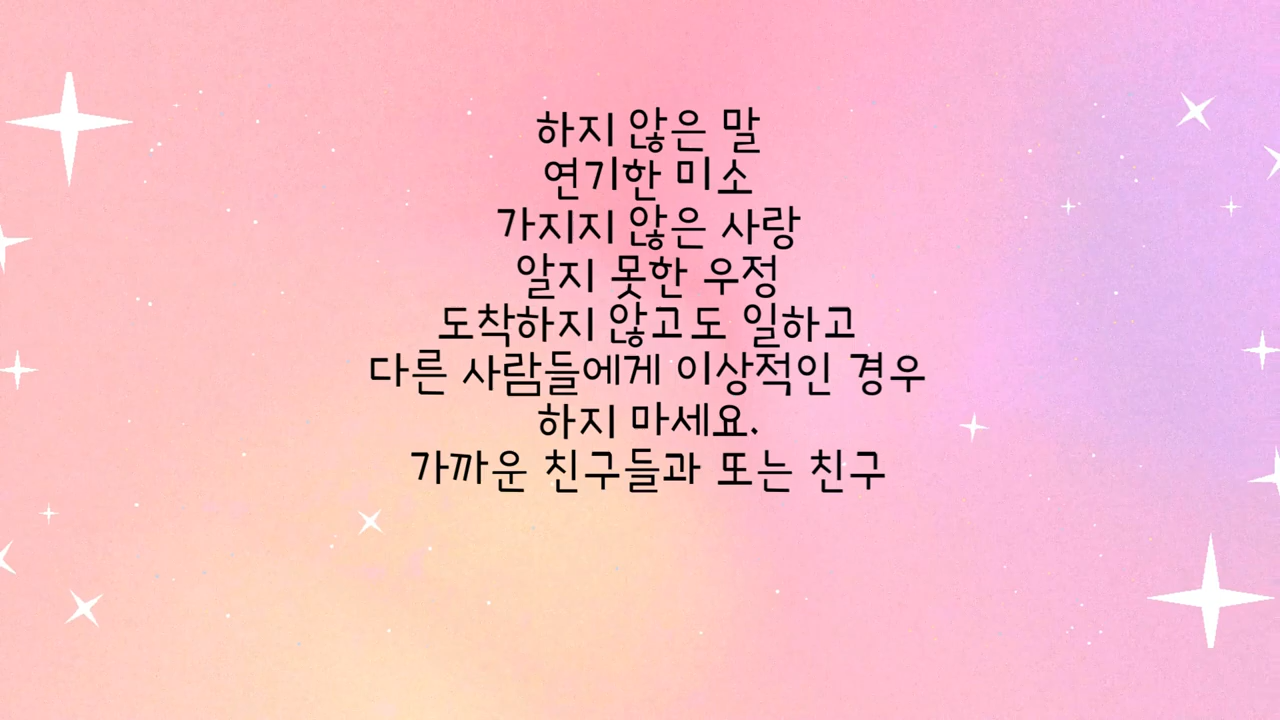 하지 않은 말
연기한 미소
가지지 않은 사랑
알지 못한 우정
도착하지 않고도 일하고
다른 사람들에게 이상적인 경우
하지 마세요.
가까운 친구들과 또는 친구